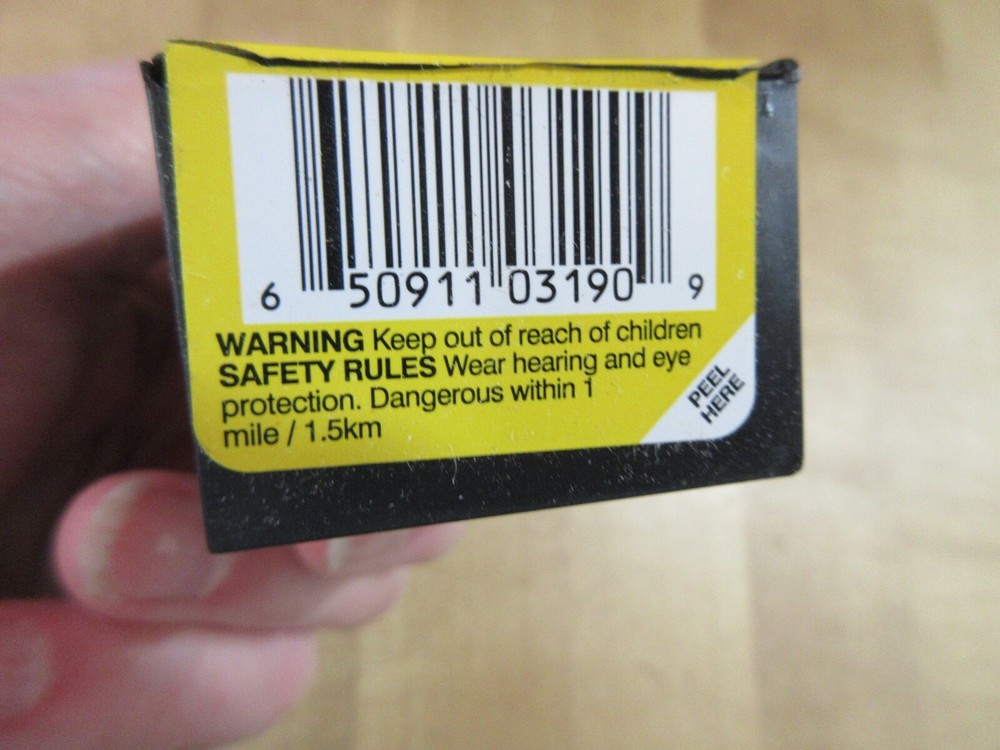 6 50911 03190 9
WARNING Keep out of reach of children
SAFETY RULES Wear hearing and eye
protection. Dangerous within 1
mile / 1.5km
PEEL
HERE